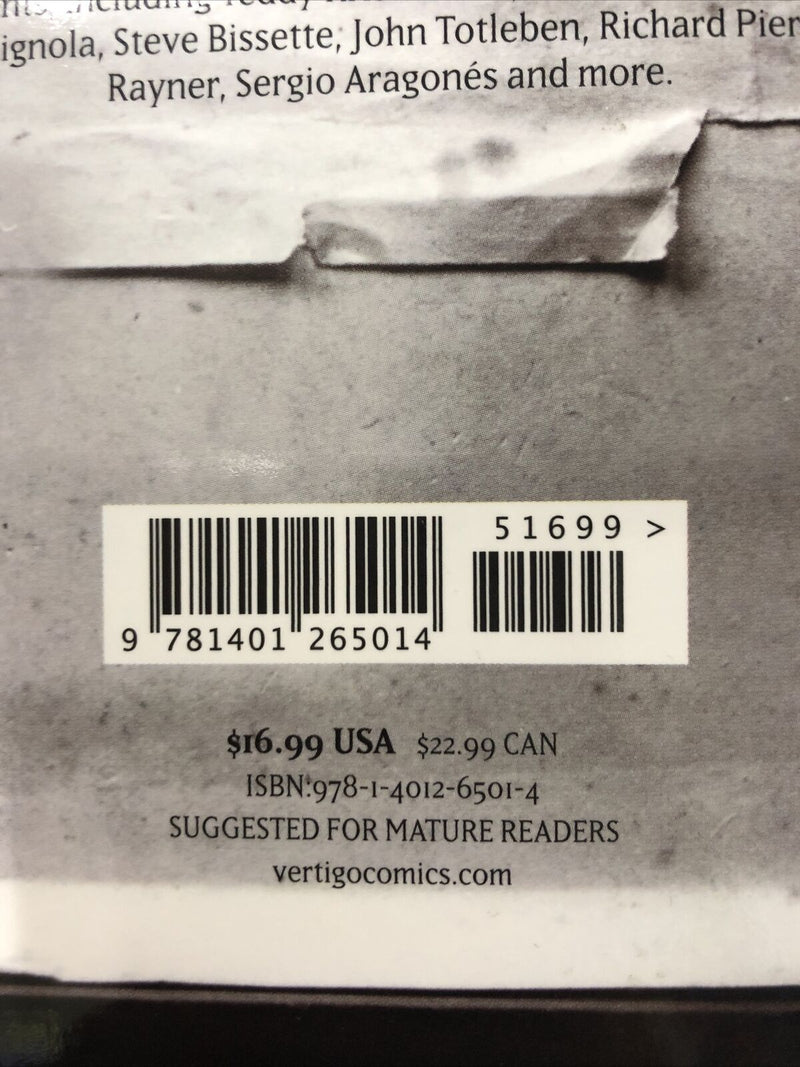 ignola, Steve Bissette, John Totleben, Richard Pier
Rayner, Sergio Aragonés and more.
51699 >
9 781401 265014
$16.99 USA $22.99 CAN
ISBN:978-1-4012-6501-4
SUGGESTED FOR MATURE READERS
vertigocomics.com